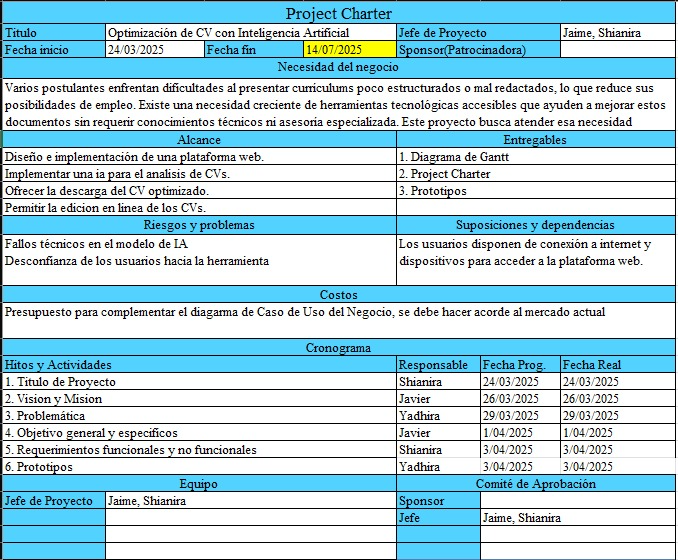 Project Charter
Titulo Optimización de CV con Inteligencia Artificial Jefe de Proyecto Jaime, Shianira
Fecha inicio 24/03/2025 Fecha fin 14/07/2025 Sponsor(Patrocinadora)
Necesidad del negocio
Varios postulantes enfrentan dificultades al presentar currículums poco estructurados o mal redactados, lo que reduce sus
posibilidades de empleo. Existe una necesidad creciente de herramientas tecnológicas accesibles que ayuden a mejorar estos
documentos sin requerir conocimientos técnicos ni asesoría especializada. Este proyecto busca atender esa necesidad
Alcance Entregables
Diseño e implementación de una plataforma web. 1. Diagrama de Gantt
Implementar una ia para el analisis de CVs. 2. Project Charter
Ofrecer la descarga del CV optimizado. 3. Prototipos
Permitir la edicion en linea de los CVs.
Riesgos y problemas Suposiciones y dependencias
Fallos técnicos en el modelo de IA Los usuarios disponen de conexión a internet y
Desconfianza de los usuarios hacia la herramienta dispositivos para acceder a la plataforma web.
Costos
Presupuesto para complementar el diagarma de Caso de Uso del Negocio, se debe hacer acorde al mercado actual
Cronograma
Hitos y Actividades Responsable Fecha Prog. Fecha Real
1. Titulo de Proyecto Shianira 24/03/2025 24/03/2025
2. Vision y Mision Javier 26/03/2025 26/03/2025
3. Problemática Yadhira 29/03/2025 29/03/2025
4. Objetivo general y específicos Javier 1/04/2025 1/04/2025
5. Requerimientos funcionales y no funcionales Shianira 3/04/2025 3/04/2025
6. Prototipos Yadhira 3/04/2025 3/04/2025
Equipo Comité de Aprobación
Jefe de Proyecto Jaime, Shianira Sponsor
Jefe Jaime, Shianira